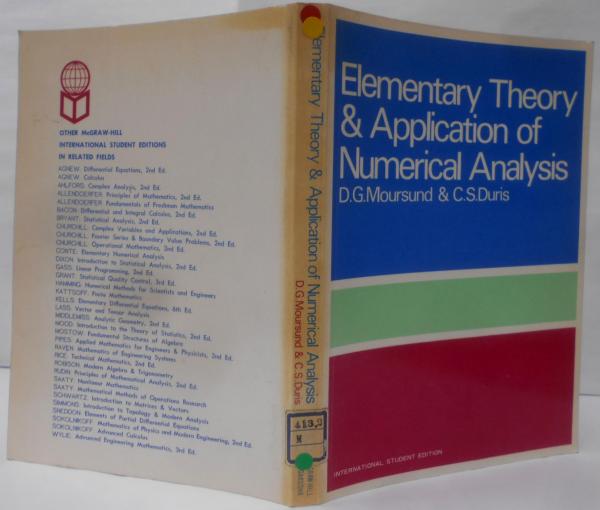 OTHER McGRAW-HILL
INTERNATIONAL STUDENT EDITIONS
IN RELATED FIELDS
AGNEW: Differential Equations, 2nd Ed.
AGNEW: Calculus
AHLFORS: Complex Analysis, 2nd Ed.
ALLENDOERFER: Principles of Mathematics, 2nd Ed.
ALLENDOERFER: Fundamentals of Freshman Mathematics
BACON: Differential and Integral Calculus, 2nd Ed.
BRYANT: Statistical Analysis, 2nd Ed.
CHURCHILL: Complex Variables and Applications, 2nd Ed.
CHURCHILL: Fourier Series & Boundary Value Problems, 2nd Ed.
CHURCHILL: Operational Mathematics, 2nd Ed.
CONTE: Elementary Numerical Analysis
DIXON: Introduction to Statistical Analysis, 2nd Ed.
GASS: Linear Programming, 2nd Ed.
GRANT: Statistical Quality Control, 3rd Ed.
HAMMING: Numerical Methods for Scientists and Engineers
KATTSOFF: Finite Mathematics
KELLS: Elementary Differential Equations, 6th Ed.
LASS: Vector and Tensor Analysis
MIDDLEMISS: Analytic Geometry, 2nd Ed.
MOOD: Introduction to the Theory of Statistics, 2nd Ed.
MOSTOW: Fundamental Structures of Algebra
PIPES: Applied Mathematics for Engineers & Physicists, 2nd Ed.
RAVEN: Mathematics of Engineering Systems
RICE: Technical Mathematics, 2nd Ed.
ROBISON: Modern Algebra & Trigonometry
RUDIN: Principles of Mathematical Analysis, 2nd Ed.
SAATY: Nonlinear Mathematics
SAATY: Mathematical Methods of Operations Research
SCHWARTZ: Introduction to Matrices & Vectors
SIMMONS: Introduction to Topology & Modern Analysis
SNEDDON: Elements of Partial Differential Equations
SOKOLNIKOFF: Mathematics of Physics and Modern Engineering, 2nd Ed.
SOKOLNIKOFF: Advanced Calculus
WYLIE: Advanced Engineering Mathematics, 3rd Ed.
Elementary Theory & Application of Numerical Analysis
D.G.Moursund & C.S.Duris
M
Elementary Theory
& Application of
Numerical Analysis
D.G.Moursund & C.S.Duris
INTERNATIONAL STUDENT EDITION